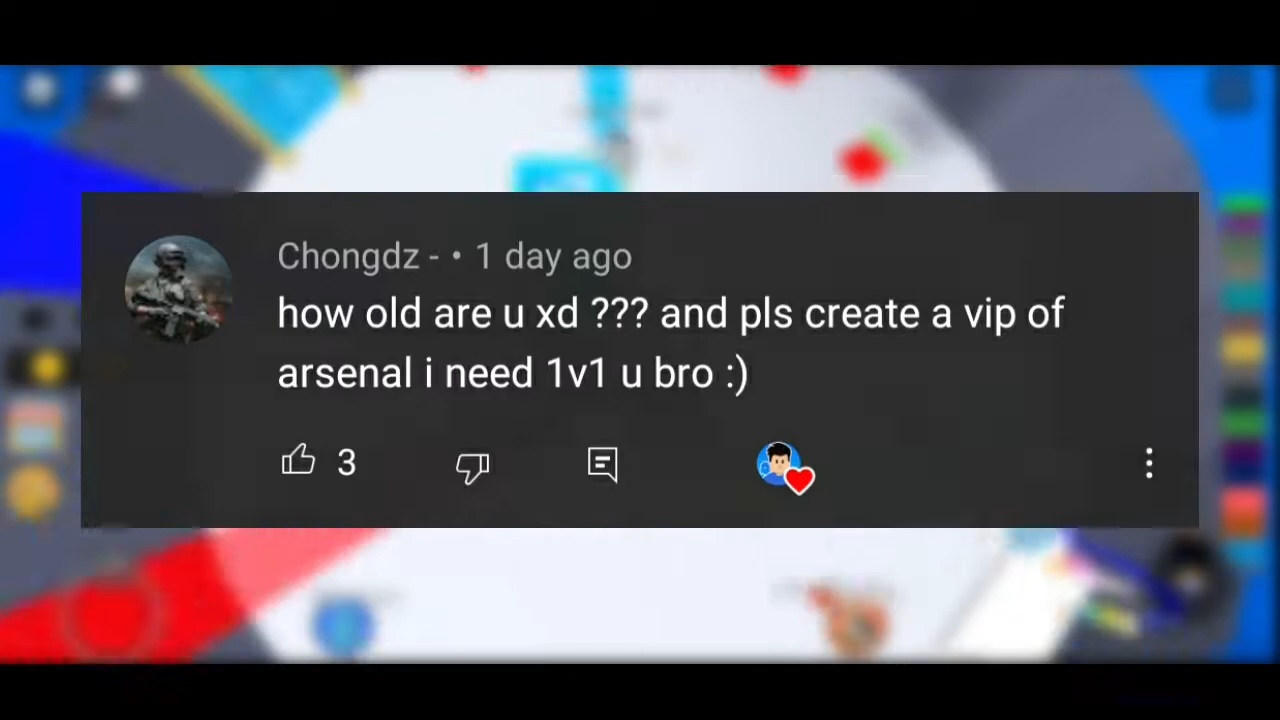 Chongdz - • 1 day ago
how old are u xd ??? and pls create a vip of
arsenal i need 1v1 u bro :)
3